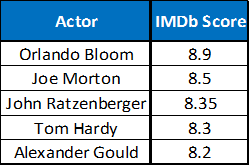 Actor IMDb Score
Orlando Bloom 8.9
Joe Morton 8.5
John Ratzenberger 8.35
Tom Hardy 8.3
Alexander Gould 8.2